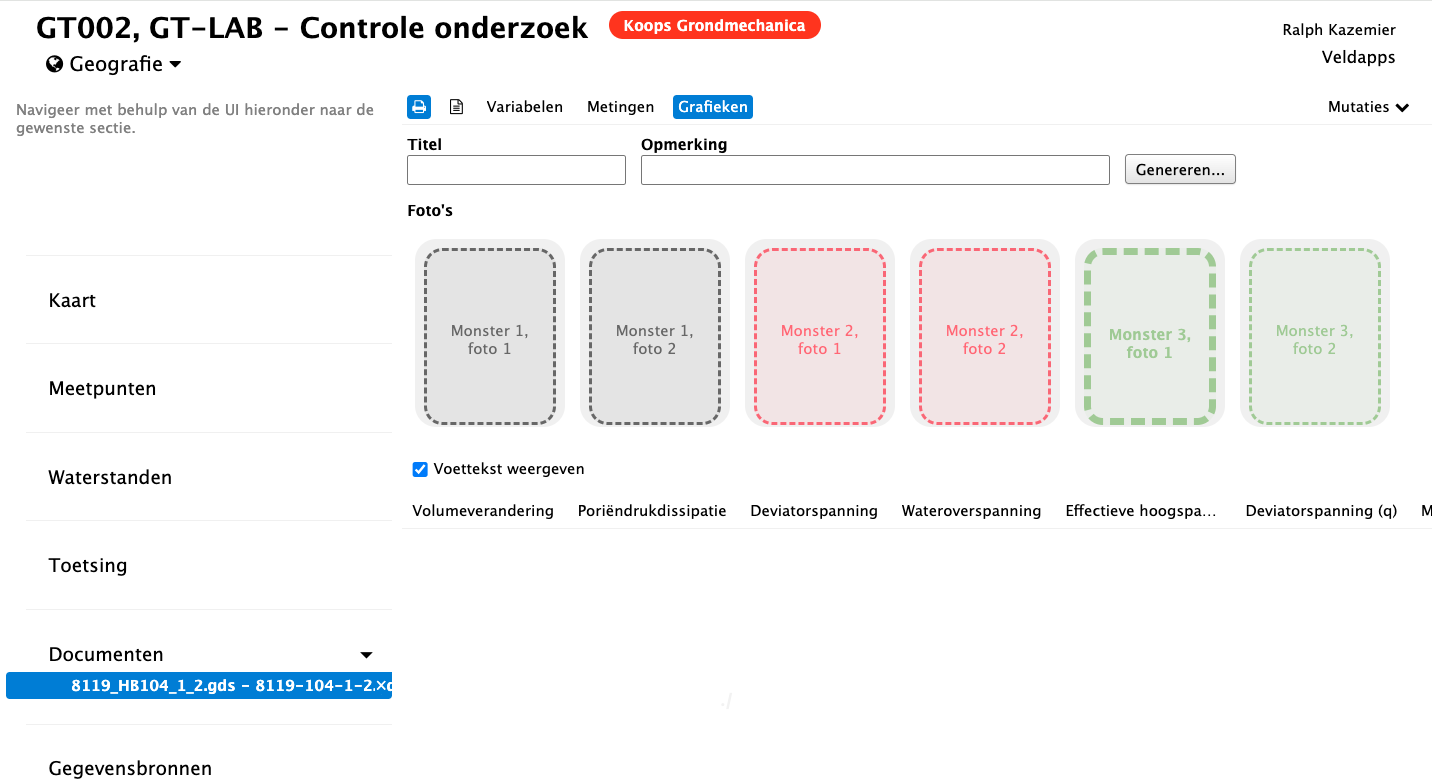 GT002, GT-LAB - Controle onderzoek
Koops Grondmechanica
Ralph Kazemier
Geografie
Veldapps
Navigeer met behulp van de UI hieronder naar de
gewenste sectie.
Variabelen
Metingen
Grafieken
Mutaties
Titel
Opmerking
Genereren...
Foto's
Monster 1,
foto 1
Monster 1,
foto 2
Monster 2,
foto 1
Monster 2,
foto 2
Monster 3,
foto 1
Monster 3,
foto 2
Voettekst weergeven
Volumeverandering
Poriëndrukdissipatie
Deviatorspanning
Wateroverspanning
Effectieve hoogspa...
Deviatorspanning (q)
Kaart
Meetpunten
Waterstanden
Toetsing
Documenten
8119_HB104_1_2.gds - 8119-104-1-2.
Gegevensbronnen